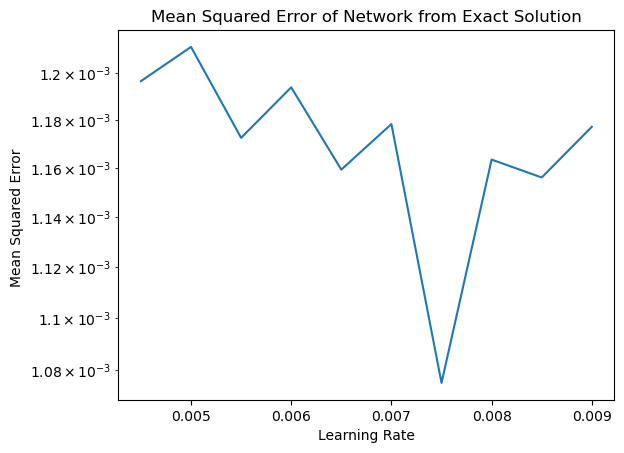 Mean Squared Error of Network from Exact Solution
Mean Squared Error
1.2 × 10⁻³
1.18 × 10⁻³
1.16 × 10⁻³
1.14 × 10⁻³
1.12 × 10⁻³
1.1 × 10⁻³
1.08 × 10⁻³
0.005 0.006 0.007 0.008 0.009
Learning Rate